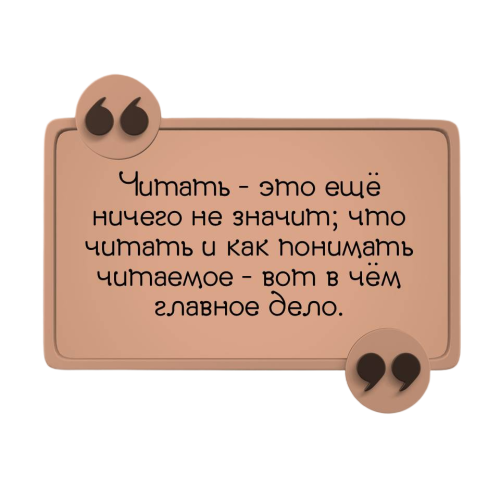 Читать - это ещё
ничего не значит; что
читать и как понимать
читаемое - вот в чём
главное дело.